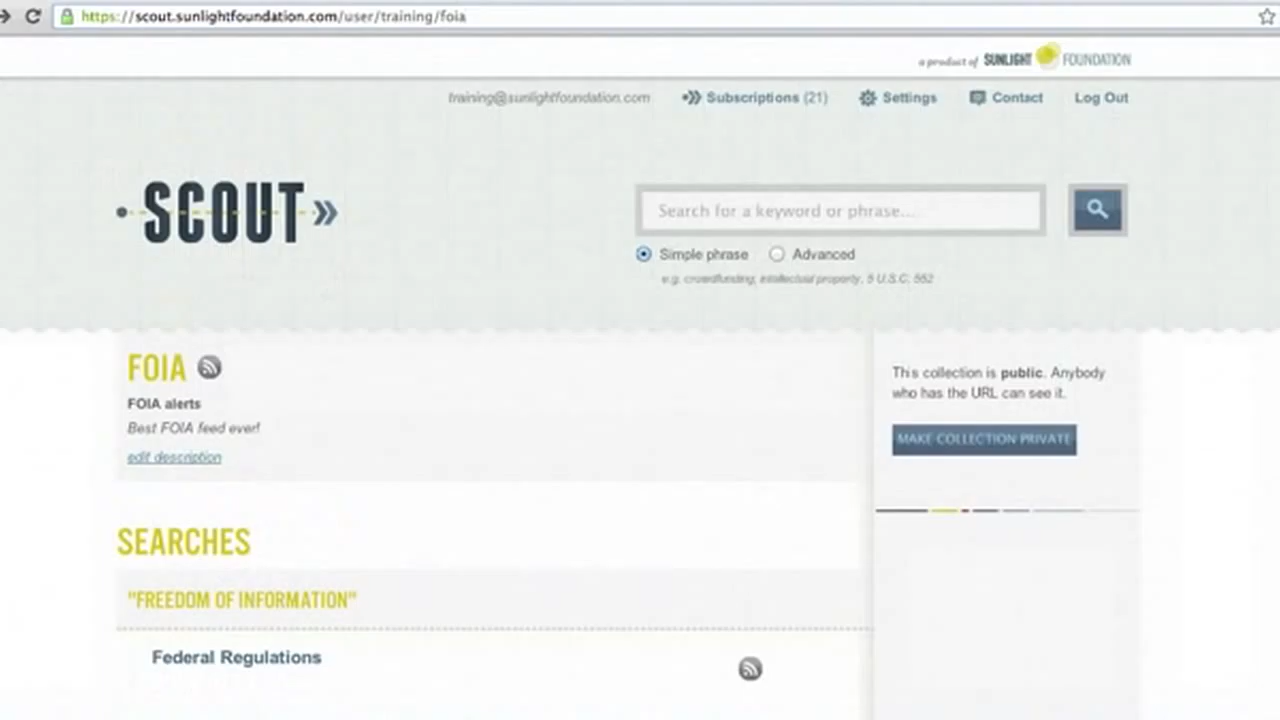 https://scout.sunlightfoundation.com/user/training/foia
a product of SUNLIGHT FOUNDATION
training@sunlightfoundation.com Subscriptions (21) Settings Contact Log Out
SCOUT
Search for a keyword or phrase...
Simple phrase Advanced
e.g. crowdfunding, intellectual property, 5 U.S.C. 552
FOIA
FOIA alerts
Best FOIA feed ever!
edit description
This collection is public. Anybody
who has the URL can see it.
MAKE COLLECTION PRIVATE
SEARCHES
"FREEDOM OF INFORMATION"
Federal Regulations